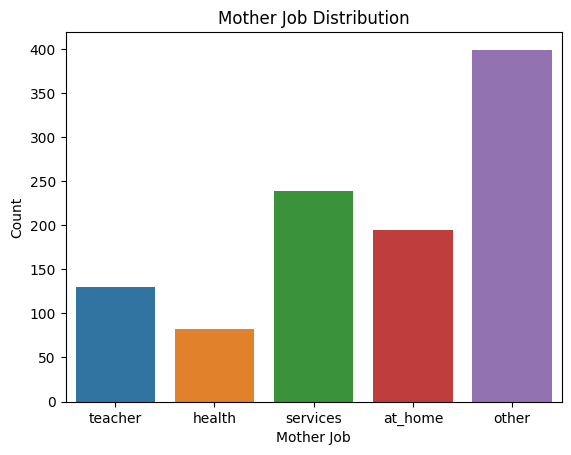 Mother Job Distribution
400
350
300
250
200
150
100
50
0
Count
teacher health services at_home other
Mother Job